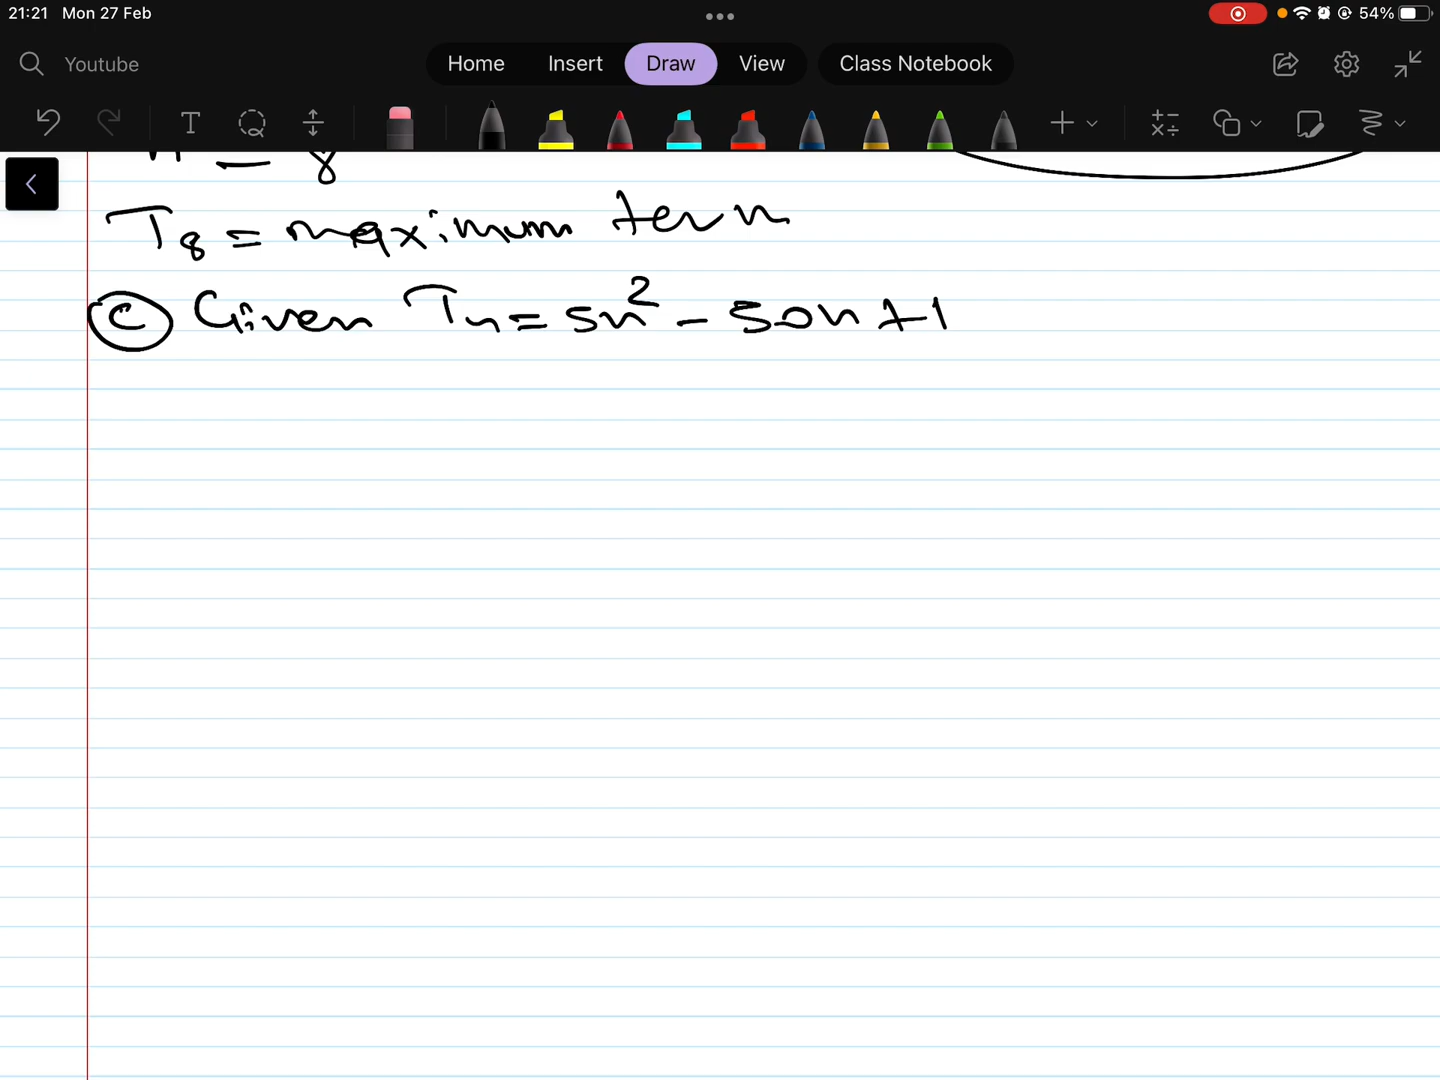 21:21 Mon 27 Feb
54%
Youtube
Home Insert Draw View Class Notebook
T
n = 8
T₈ = maximum term
(c) Given Tₙ = 5n² - 50n + 1